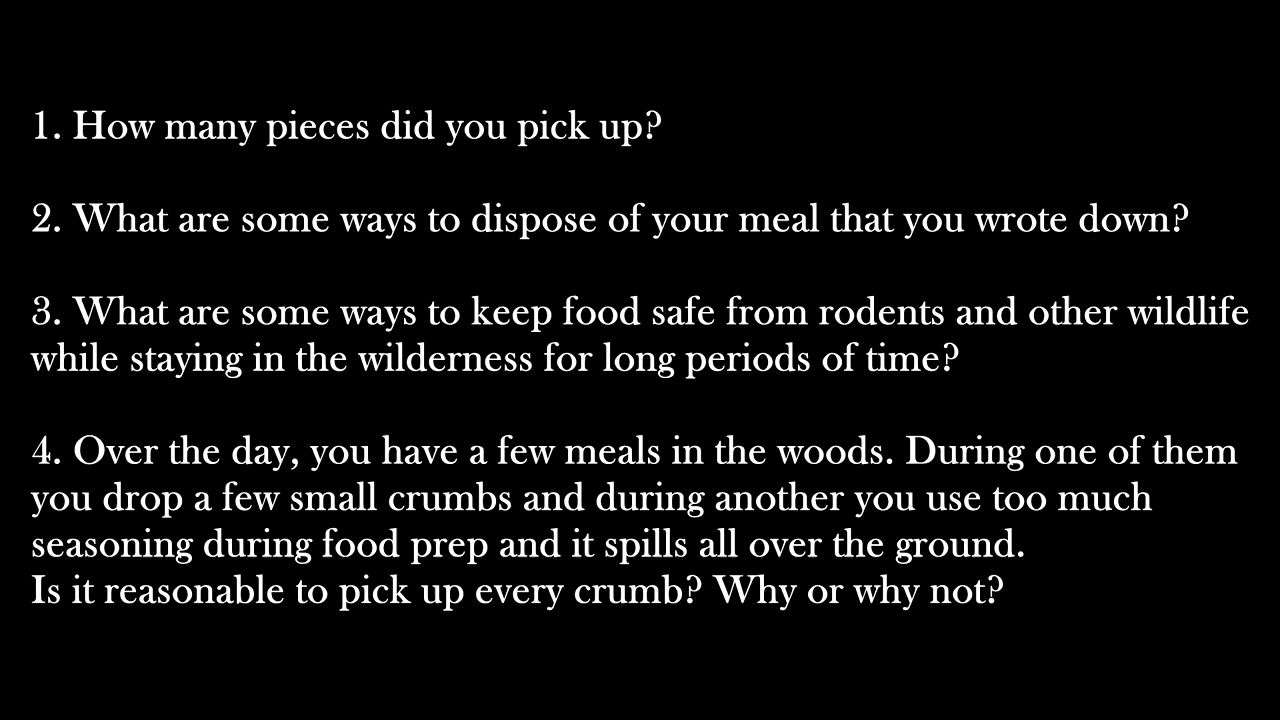 1. How many pieces did you pick up?
2. What are some ways to dispose of your meal that you wrote down?
3. What are some ways to keep food safe from rodents and other wildlife
while staying in the wilderness for long periods of time?
4. Over the day, you have a few meals in the woods. During one of them
you drop a few small crumbs and during another you use too much
seasoning during food prep and it spills all over the ground.
Is it reasonable to pick up every crumb? Why or why not?